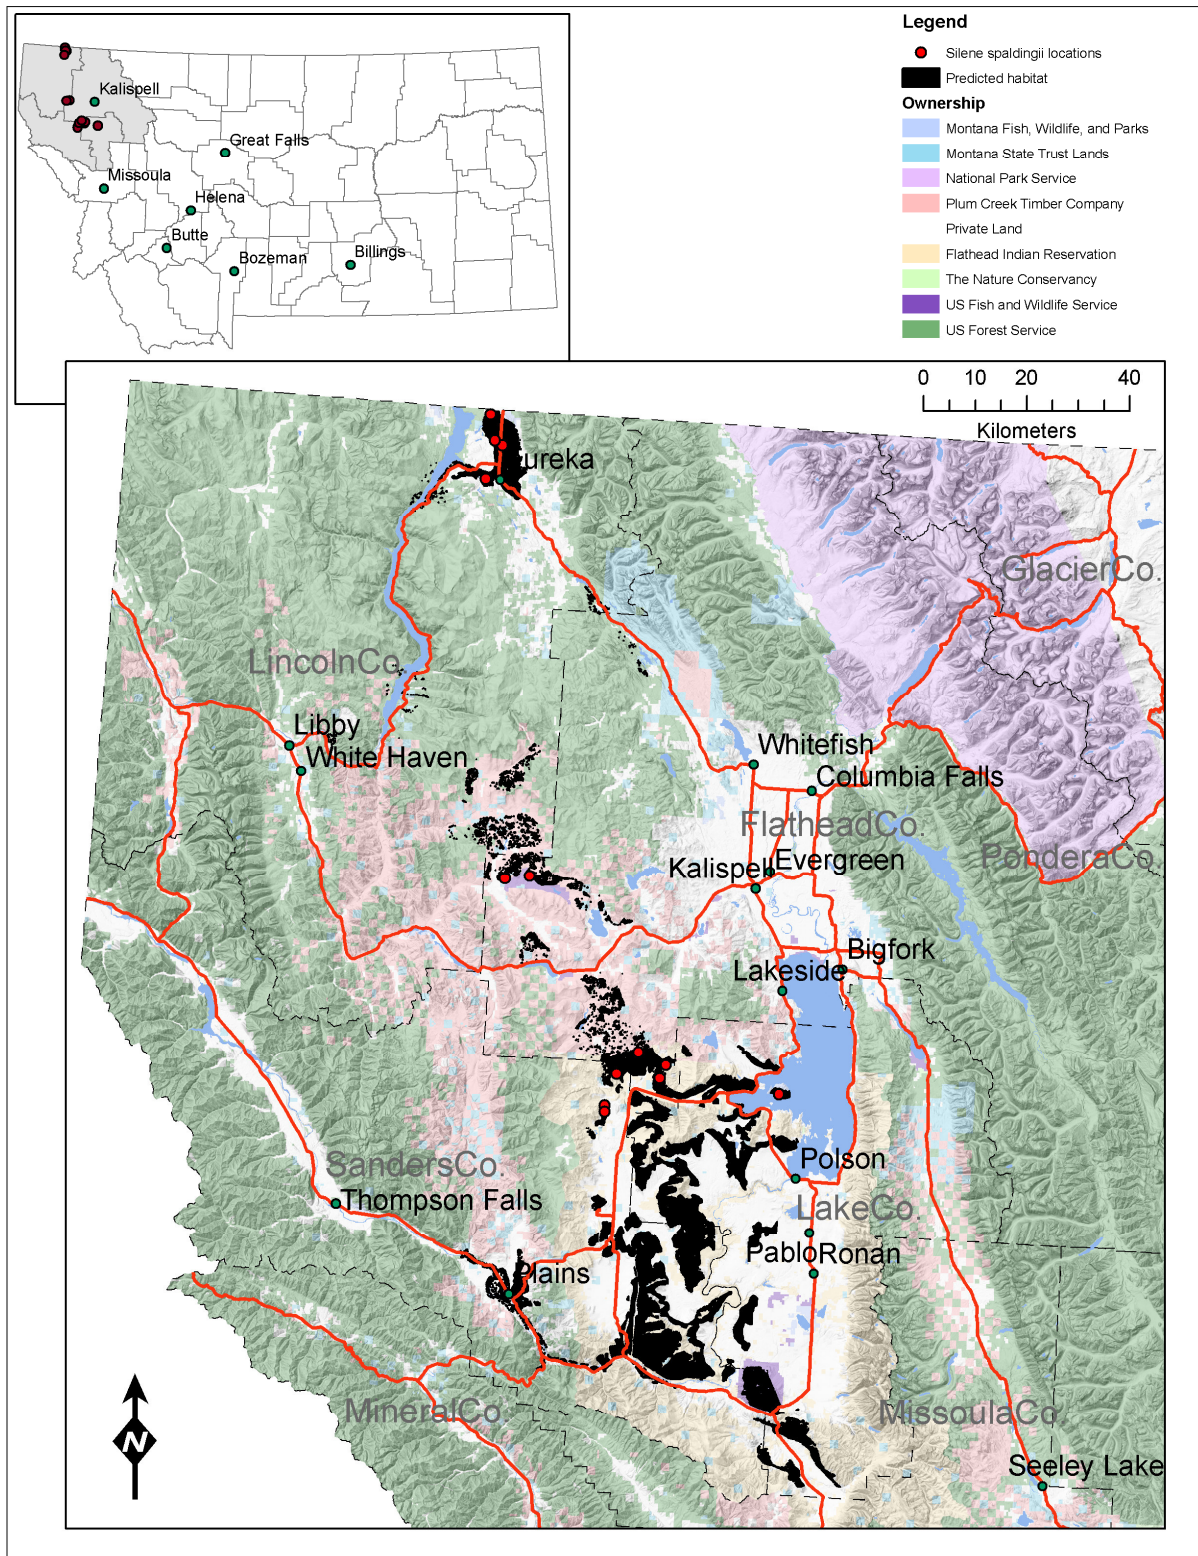 Kalispell
Great Falls
Missoula
Helena
Butte
Bozeman
Billings
Legend
Silene spaldingii locations
Predicted habitat
Ownership
Montana Fish, Wildlife, and Parks
Montana State Trust Lands
National Park Service
Plum Creek Timber Company
Private Land
Flathead Indian Reservation
The Nature Conservancy
US Fish and Wildlife Service
US Forest Service
0 10 20 40
Kilometers
ureka
GlacierCo.
LincolnCo.
Libby
White Haven
Whitefish
Columbia Falls
FlatheadCo.
PonderaCo.
Evergreen
Kalispell
Bigfork
Lakeside
SandersCo.
Thompson Falls
Polson
LakeCo.
PabloRonan
Plains
MineralCo.
MissoulaCo.
Seeley Lake
N